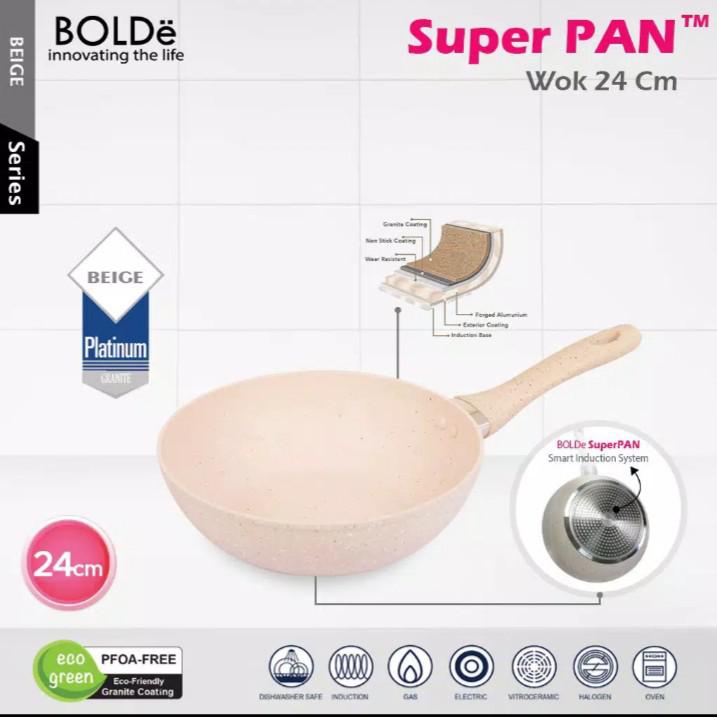 BEIGE
Series
BOLDë
innovating the life
Super PAN™
Wok 24 Cm
BEIGE
Platinum
GRANITE
Granite Coating
Non Stick Coating
Wear Resistant
Forged Alumunium
Exterior Coating
Induction Base
BOLDe SuperPAN
Smart Induction System
24cm
eco
green
PFOA-FREE
Eco-Friendly
Granite Coating
DISHWASHER SAFE
INDUCTION
GAS
ELECTRIC
VITROCERAMIC
HALOGEN
OVEN